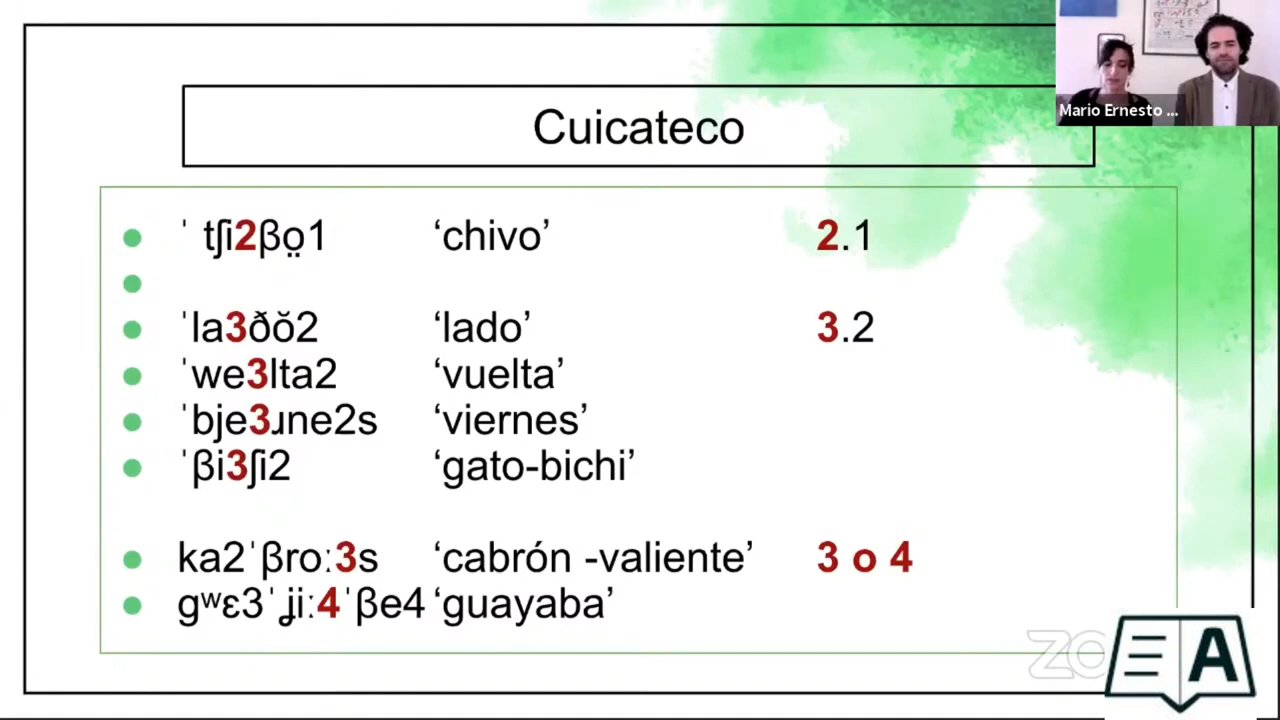 Cuicateco
ˈ tʃi2βo̤1 ‘chivo’ 2.1
ˈla3ðŏ2 ‘lado’ 3.2
ˈwe3lta2 ‘vuelta’
ˈbje3ɹne2s ‘viernes’
ˈβi3ʃi2 ‘gato-bichi’
ka2ˈβroː3s ‘cabrón -valiente’ 3 o 4
gʷɛ3ˈʝiː4ˈβe4 ‘guayaba’
Mario Ernesto ...
A